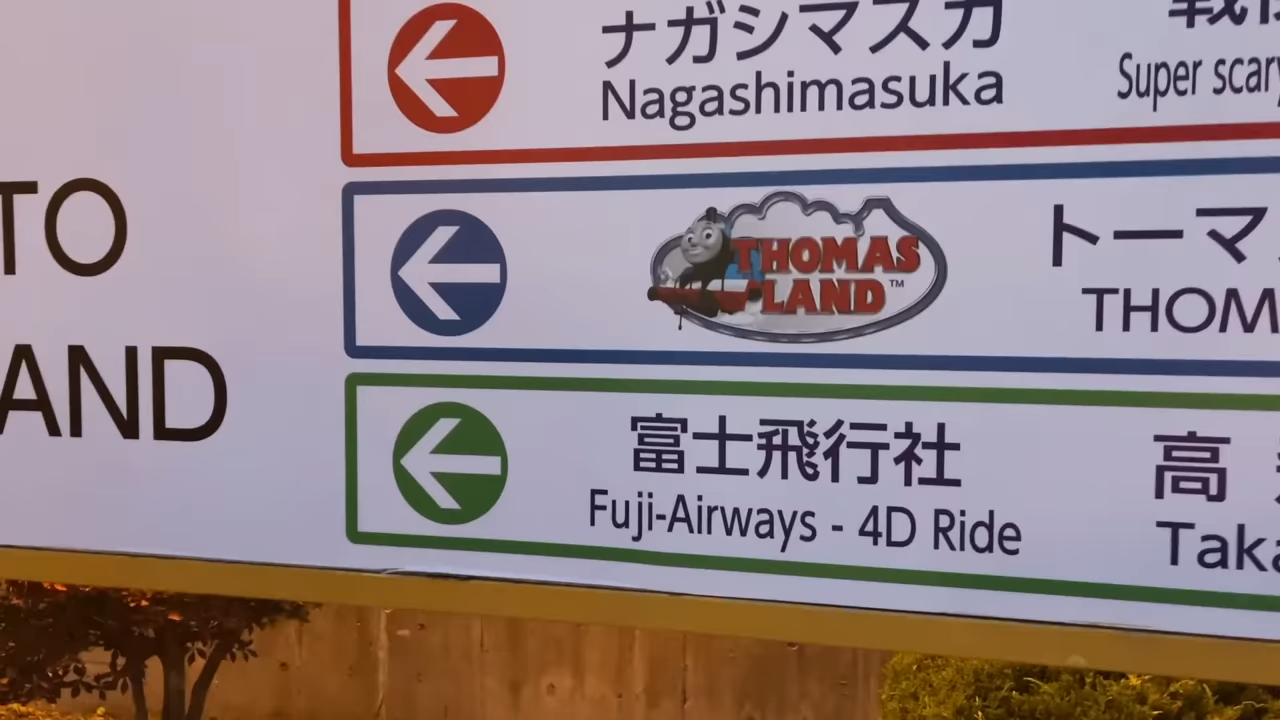 TO
AND
ナガシマスカ
Nagashimasuka
Super scary
THOMAS
LAND™
トーマ
THOM
富士飛行社
Fuji-Airways - 4D Ride
高
Taka